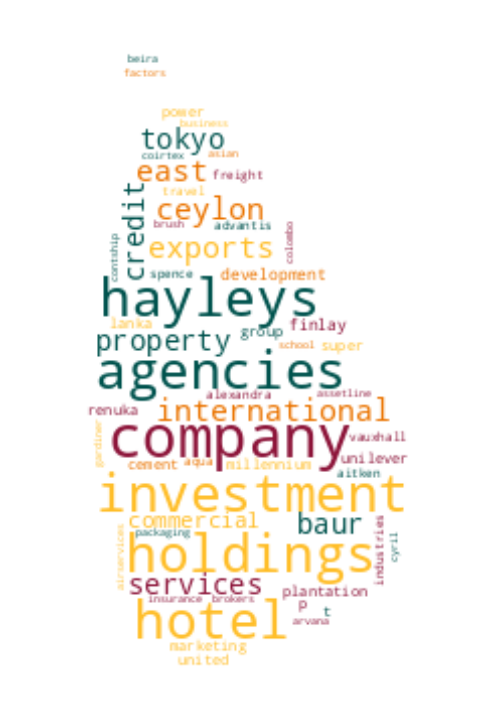 beira
factors
power
business
tokyo
coirtex asian
east freight
travel
credit
ceylon
brush advantis
colombo
contship
exports
spence development
hayleys
lanka group finlay
property
school super
agencies
alexandra assetline
renuka international
gardiner
company vauxhall
cement aqua millennium unilever
aitken
investment
commercial baur
packaging
airservices
industries
cyril
holdings
services plantation
insurance brokers p
t
hotel arvana
marketing
united